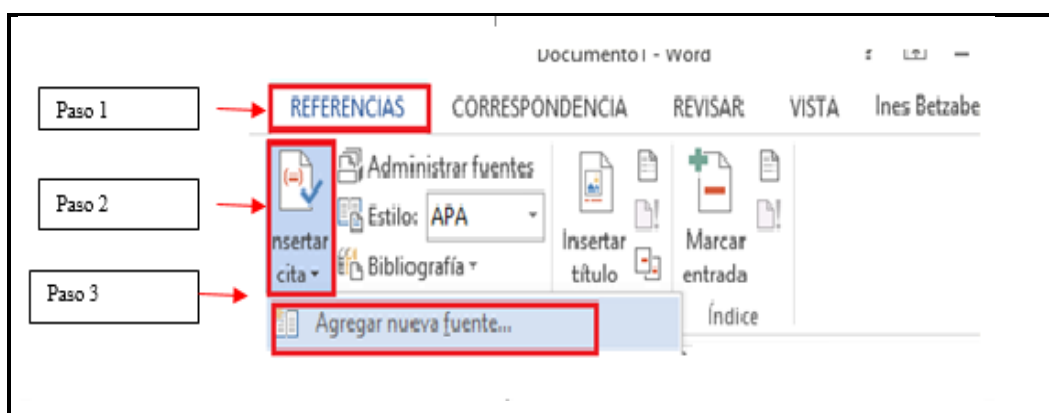 Documento1 - Word
Paso 1
REFERENCIAS CORRESPONDENCIA REVISAR VISTA Ines Betzabe
Paso 2
nsertar
cita
Administrar fuentes
Estilo: APA
Bibliografía
Insertar
título
Marcar
entrada
Índice
Paso 3
Agregar nueva fuente...